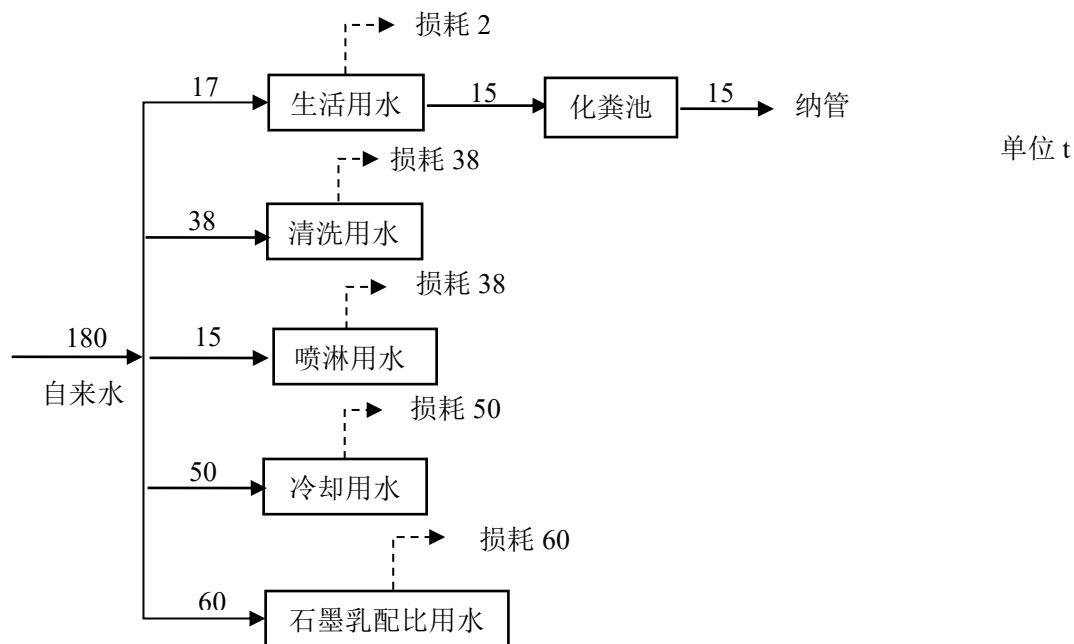 损耗 2
17
生活用水
15
化粪池
15
纳管
单位 t
损耗 38
38
清洗用水
损耗 38
180
自来水
15
喷淋用水
损耗 50
50
冷却用水
损耗 60
60
石墨乳配比用水